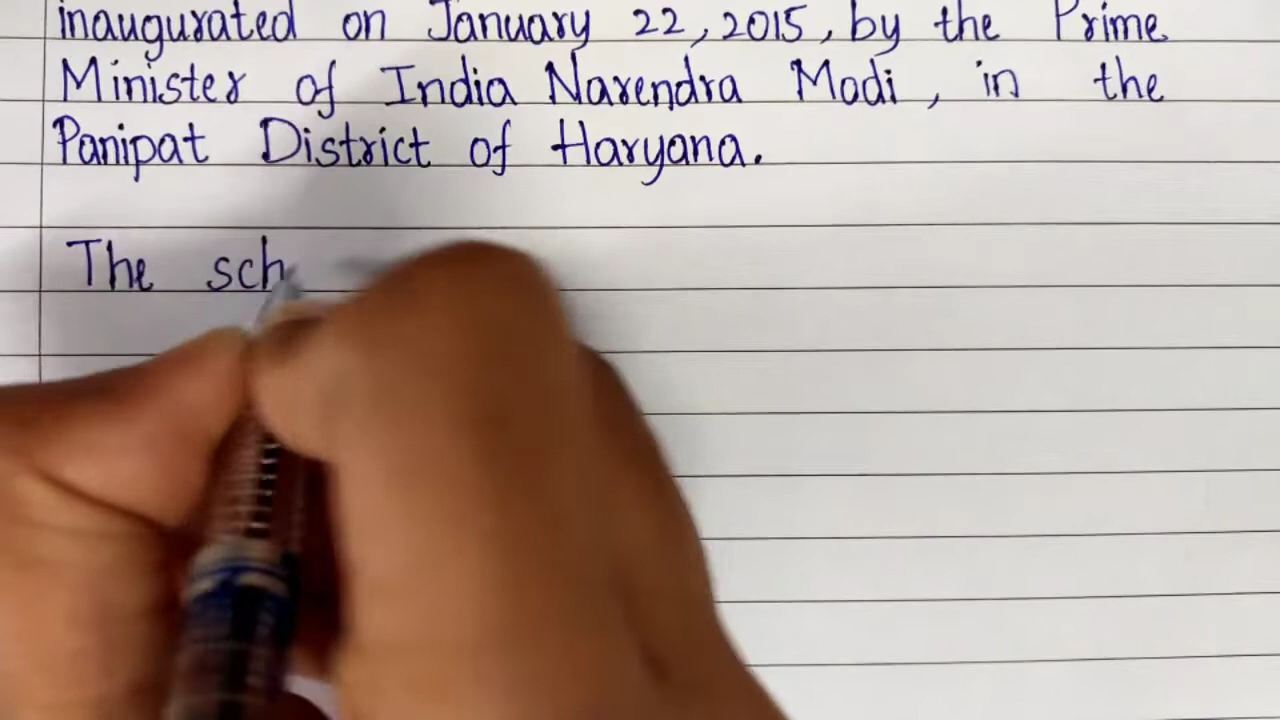 inaugurated on January 22, 2015, by the Prime
Minister of India Narendra Modi, in the
Panipat District of Haryana.
The sch